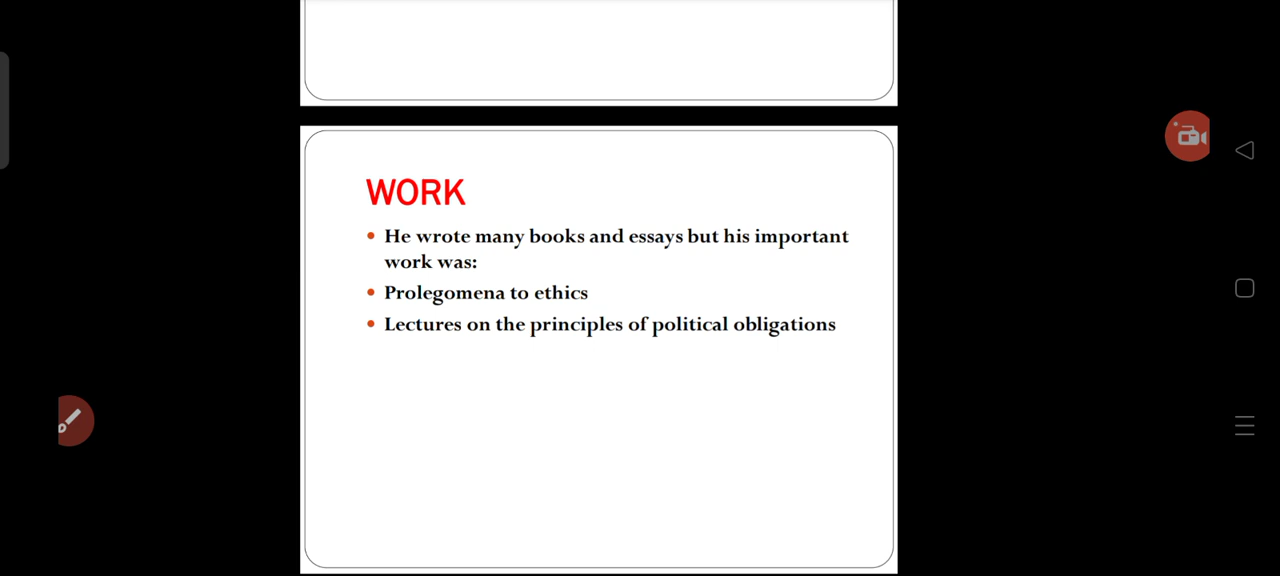 WORK
• He wrote many books and essays but his important
work was:
• Prolegomena to ethics
• Lectures on the principles of political obligations